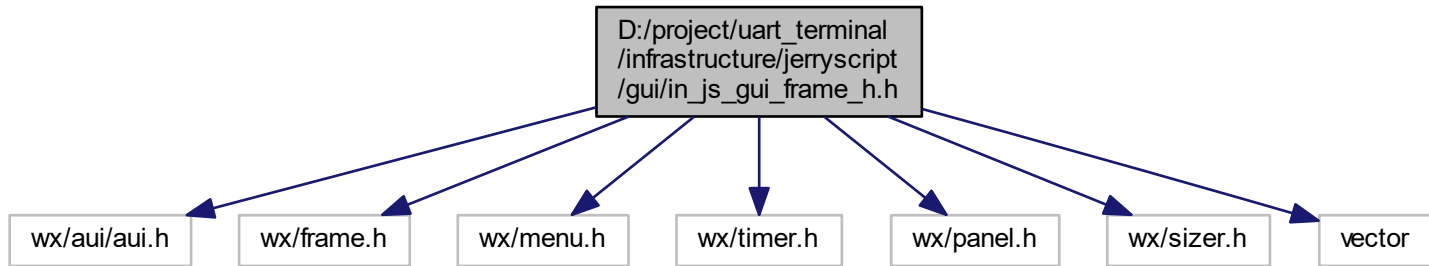 D:/project/uart_terminal
/infrastructure/jerryscript
/gui/in_js_gui_frame_h.h
wx/aui/aui.h
wx/frame.h
wx/menu.h
wx/timer.h
wx/panel.h
wx/sizer.h
vector